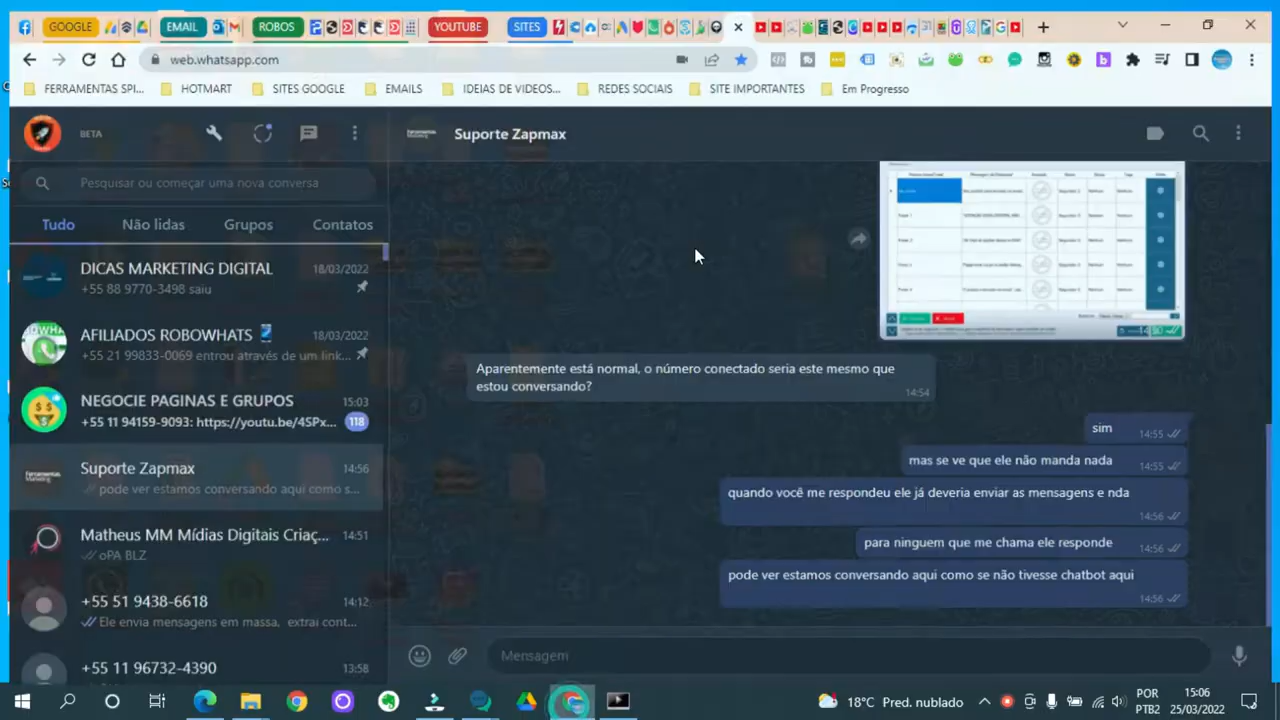 GOOGLE
EMAIL
ROBOS
YOUTUBE
SITES
web.whatsapp.com
FERRAMENTAS SPI...
HOTMART
SITES GOOGLE
EMAILS
IDEIAS DE VIDEOS...
REDES SOCIAIS
SITE IMPORTANTES
Em Progresso
BETA
Suporte Zapmax
Pesquisar ou começar uma nova conversa
Tudo
Não lidas
Grupos
Contatos
DICAS MARKETING DIGITAL
18/03/2022
+55 88 9770-3498 saiu
AFILIADOS ROBOWHATS
18/03/2022
+55 21 99833-0069 entrou através de um link...
NEGOCIE PAGINAS E GRUPOS
15:03
+55 11 94159-9093: https://youtu.be/4SPx...
118
Suporte Zapmax
14:56
pode ver estamos conversando aqui como s...
Matheus MM Mídias Digitais Criaç...
14:51
oPA BLZ
+55 51 9438-6618
14:12
Ele envia mensagens em massa, extrai cont...
+55 11 96732-4390
13:58
14:50
Aparentemente está normal, o número conectado seria este mesmo que
estou conversando?
14:54
sim
14:55
mas se ve que ele não manda nada
14:55
quando você me respondeu ele já deveria enviar as mensagens e nda
14:56
para ninguem que me chama ele responde
14:56
pode ver estamos conversando aqui como se não tivesse chatbot aqui
14:56
Mensagem
18°C Pred. nublado
POR
PTB2
15:06
25/03/2022